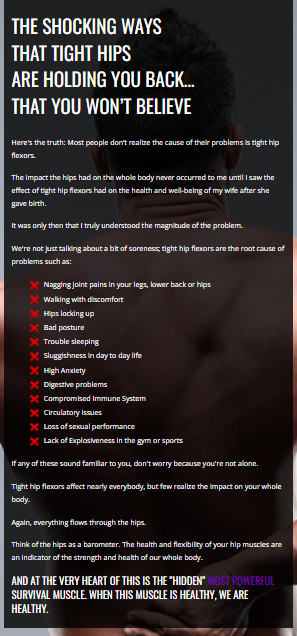 THE SHOCKING WAYS
THAT TIGHT HIPS
ARE HOLDING YOU BACK...
THAT YOU WON'T BELIEVE
Here's the truth: Most people don't realize the cause of their problems is tight hip
flexors.
The impact the hips had on the whole body never occurred to me until I saw the
effect of tight hip flexors had on the health and well-being of my wife after she
gave birth.
It was only then that I truly understood the magnitude of the problem.
We're not just talking about a bit of soreness; tight hip flexors are the root cause of
problems such as:
Nagging joint pains in your legs, lower back or hips
Walking with discomfort
Hips locking up
Bad posture
Trouble sleeping
Sluggishness in day to day life
High Anxiety
Digestive problems
Compromised Immune System
Circulatory issues
Loss of sexual performance
Lack of Explosiveness in the gym or sports
If any of these sound familiar to you, don't worry because you're not alone.
Tight hip flexors affect nearly everybody, but few realize the impact on your whole
body.
Again, everything flows through the hips.
Think of the hips as a barometer. The health and flexibility of your hip muscles are
an indicator of the strength and health of our whole body.
AND AT THE VERY HEART OF THIS IS THE "HIDDEN" MOST POWERFUL
SURVIVAL MUSCLE. WHEN THIS MUSCLE IS HEALTHY, WE ARE
HEALTHY.